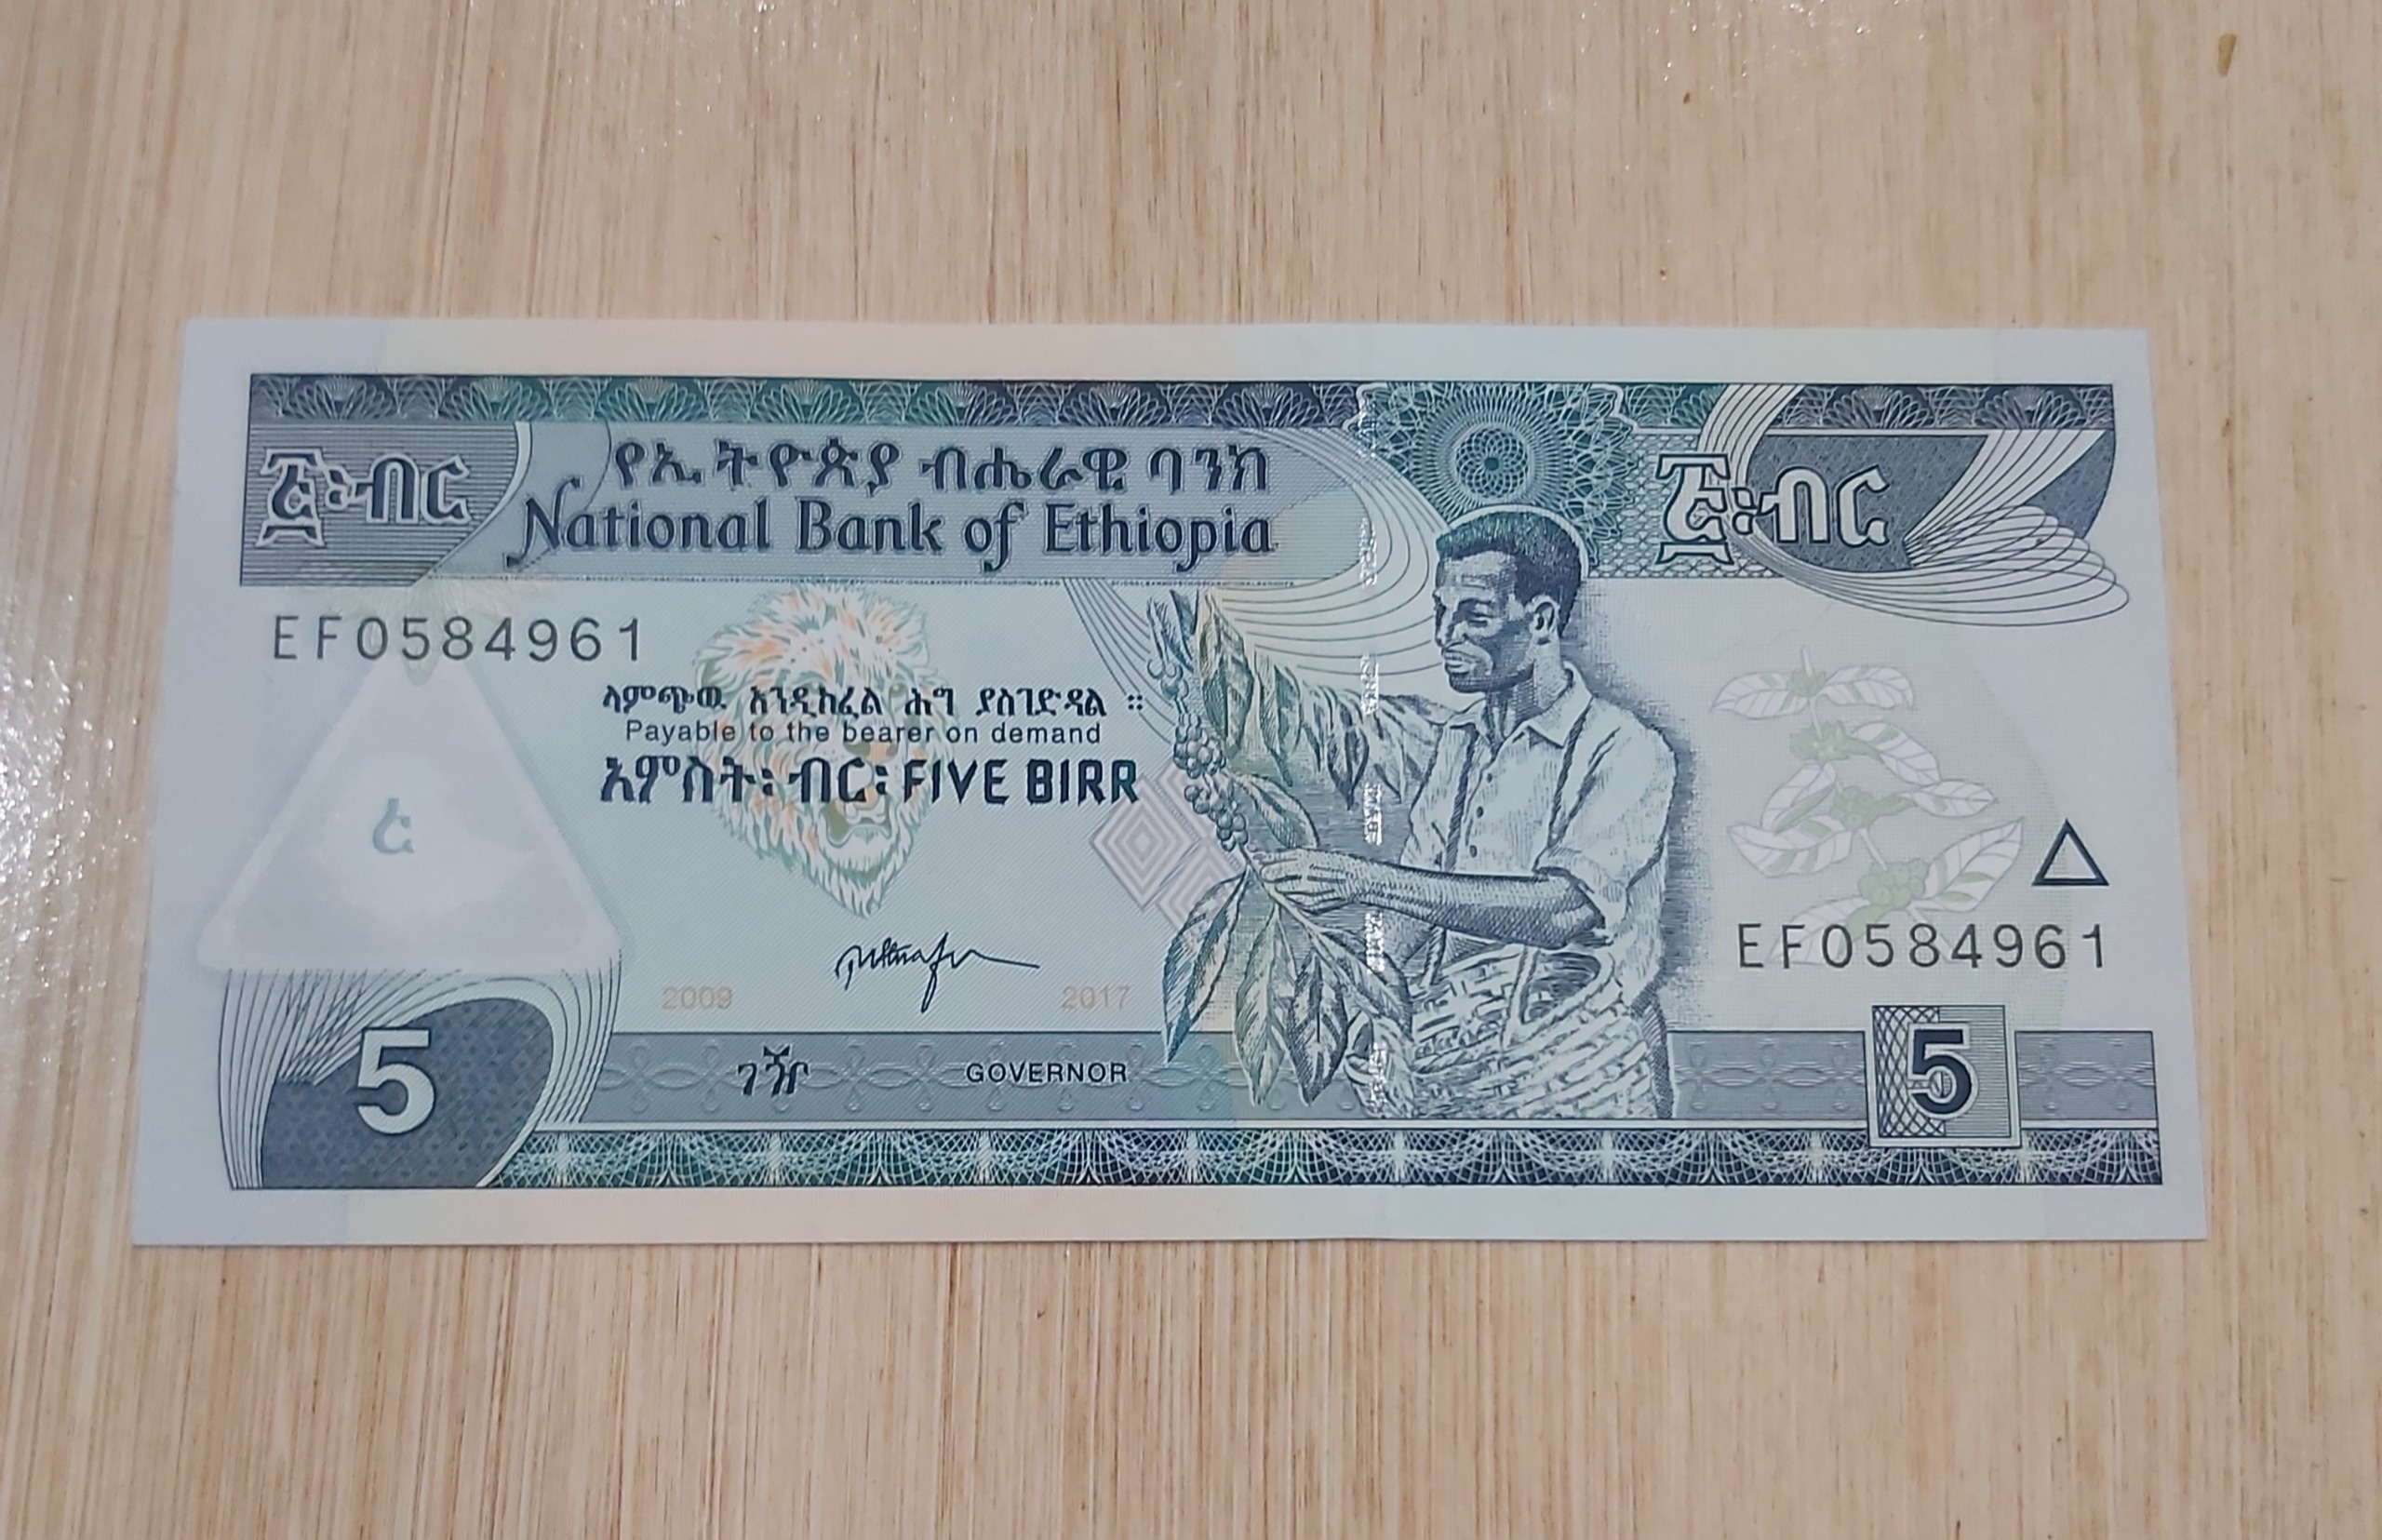 ፭፡ብር
የኢትዮጵያ ብሔራዊ ባንክ
National Bank of Ethiopia
፭፡ብር
EF0584961
ላምጭው እንዲከፈል ሕግ ያስገድዳል ።
Payable to the bearer on demand
አምስት፡ ብር፡ FIVE BIRR
፭
EF0584961
2009 2017
5
ገዥ GOVERNOR
5